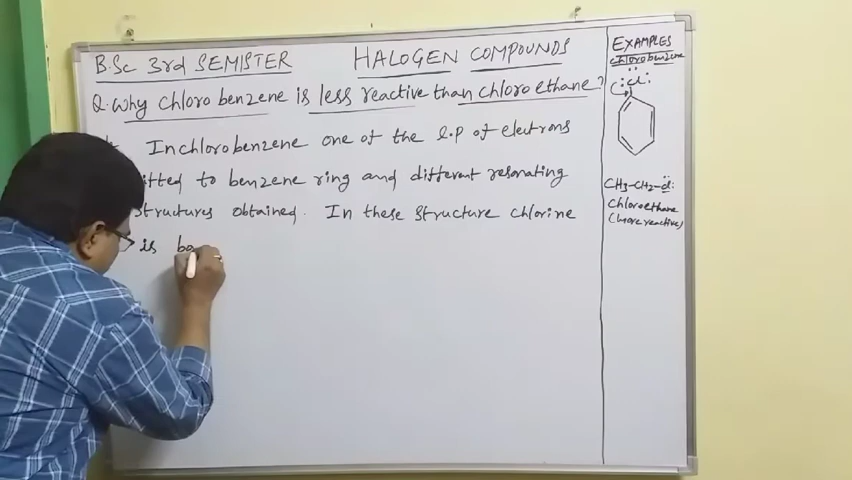 B.Sc 3rd SEMISTER HALOGEN COMPOUNDS
Q. Why chloro benzene is less reactive than chloro ethane?
In chlorobenzene one of the l.p of electrons
to benzene ring and different resonating
structures obtained. In these structure chlorine
is
EXAMPLES
chlorobenzene
:Cl:
CH3-CH2-Cl:
Chloroethane
(more reactive)